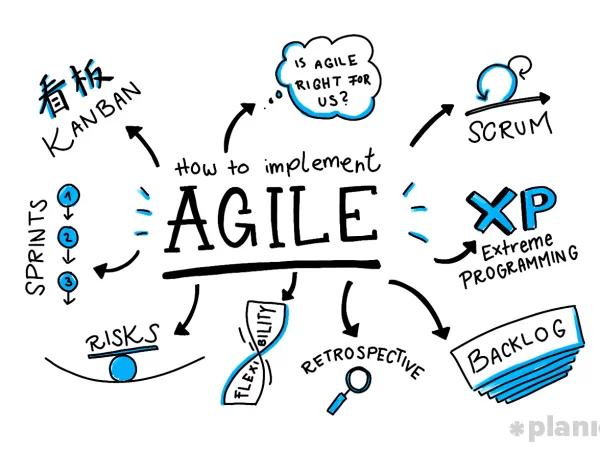 How to implement
AGILE
看板
KANBAN
IS AGILE
RIGHT FOR
US?
SCRUM
XP
Extreme
PROGRAMMING
BACKLOG
RETROSPECTIVE
FLEXIBILITY
RISKS
SPRINTS
1
2
3